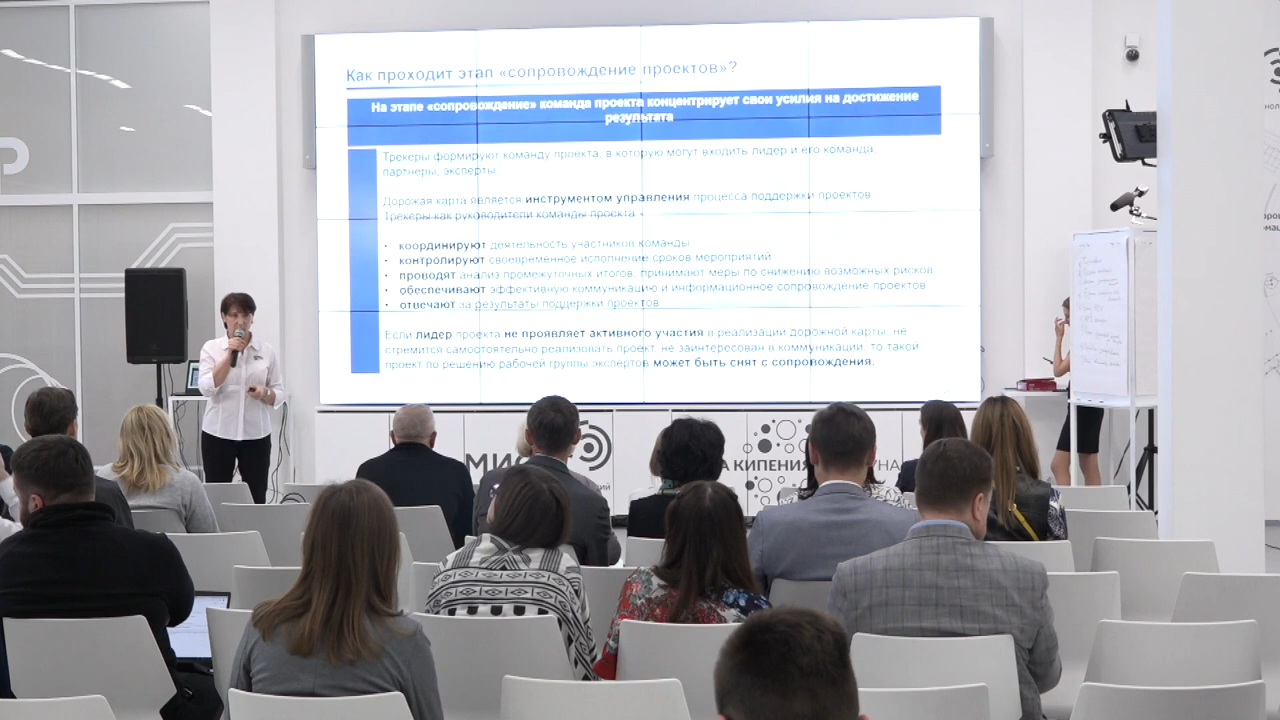 Как проходит этап «сопровождение проектов»?
На этапе «сопровождение» команда проекта концентрирует свои усилия на достижение
результата
Трекеры формируют команду проекта, в которую могут входить лидер и его команда,
партнеры, эксперты.
Дорожная карта является инструментом управления процесса поддержки проектов
Трекеры как руководители команды проекта
• координируют деятельность участников команды
• контролируют своевременное исполнение сроков мероприятий
• проводят анализ промежуточных итогов, принимают меры по снижению возможных рисков
• обеспечивают эффективную коммуникацию и информационное сопровождение проектов
• отвечают за результаты поддержки проектов
Если лидер проекта не проявляет активного участия в реализации дорожной карты, не
стремится самостоятельно реализовать проект, не заинтересован в коммуникации, то такой
проект по решению рабочей группы экспертов может быть снят с сопровождения.
КИПЕНИЯ